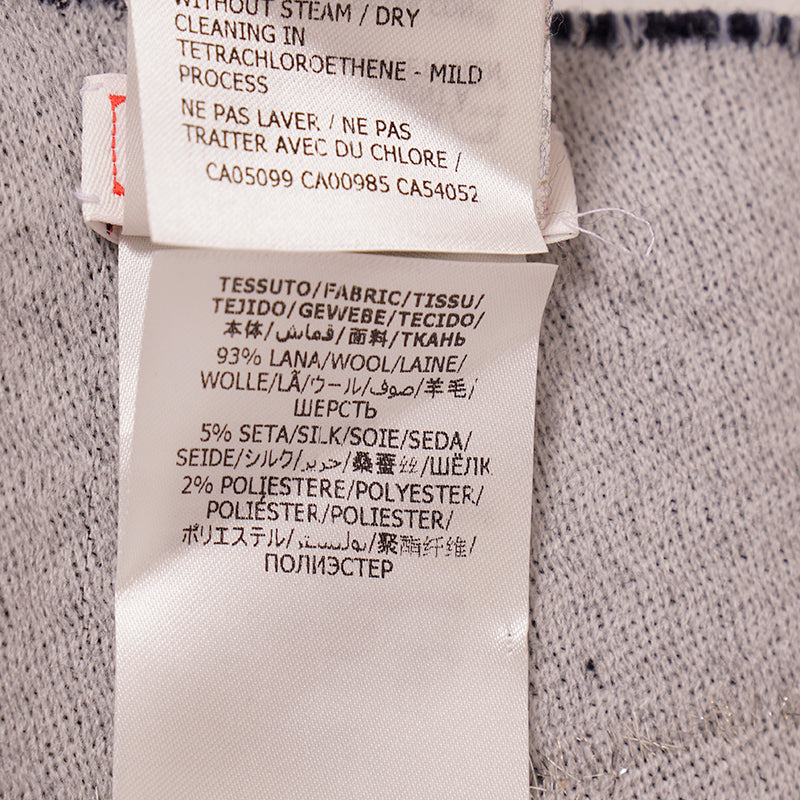 WITHOUT STEAM / DRY
CLEANING IN
TETRACHLOROETHENE - MILD
PROCESS
NE PAS LAVER / NE PAS
TRAITER AVEC DU CHLORE /
CA05099 CA00985 CA54052
TESSUTO/FABRIC/TISSU/
TEJIDO/GEWEBE/TECIDO/
本体/قماش/面料/ТКАНЬ
93% LANA/WOOL/LAINE/
WOLLE/LÃ/ウール/صوف/羊毛/
ШЕРСТЬ
5% SETA/SILK/SOIE/SEDA/
SEIDE/シルク/حرير/桑蚕丝/ШЁЛК
2% POLIESTERE/POLYESTER/
POLIÉSTER/POLIESTER/
ポリエステル/بوليستر/聚酯纤维/
ПОЛИЭСТЕР